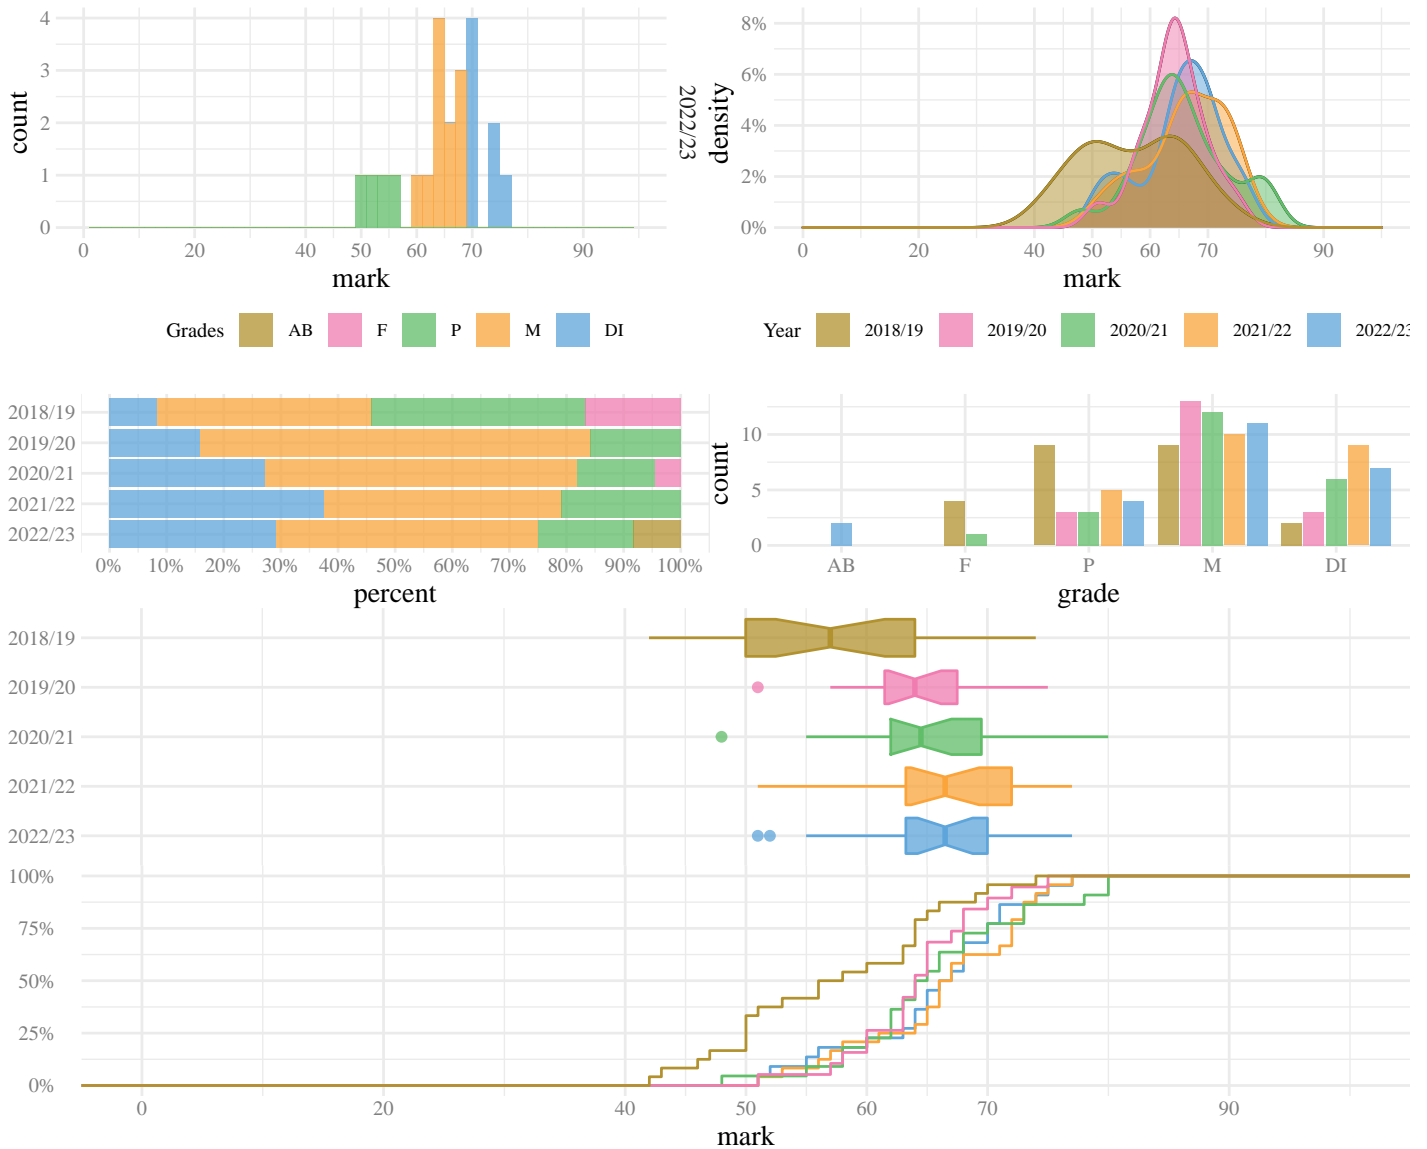 4
3
2
1
0
count
0 20 40 50 60 70 90
mark
2022/23
8%
6%
4%
2%
0%
density
0 40 50 60 70 90
mark
Grades AB F P M DI
Year 2018/19 2019/20 2020/21 2021/22 2022/23
2018/19
2019/20
2020/21
2021/22
2022/23
0% 10% 20% 30% 40% 50% 60% 70% 80% 90% 100%
percent
10
5
0
count
AB F P M DI
grade
2018/19
2019/20
2020/21
2021/22
2022/23
100%
75%
50%
25%
0%
0 20 40 50 60 70 90
mark